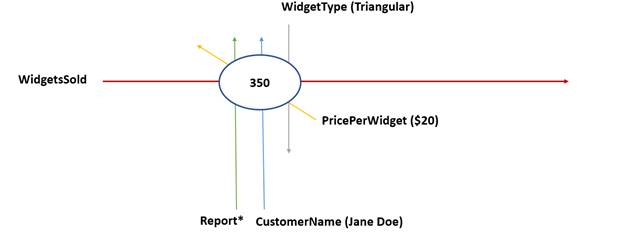 WidgetType (Triangular)
WidgetsSold
350
PricePerWidget ($20)
Report* CustomerName (Jane Doe)